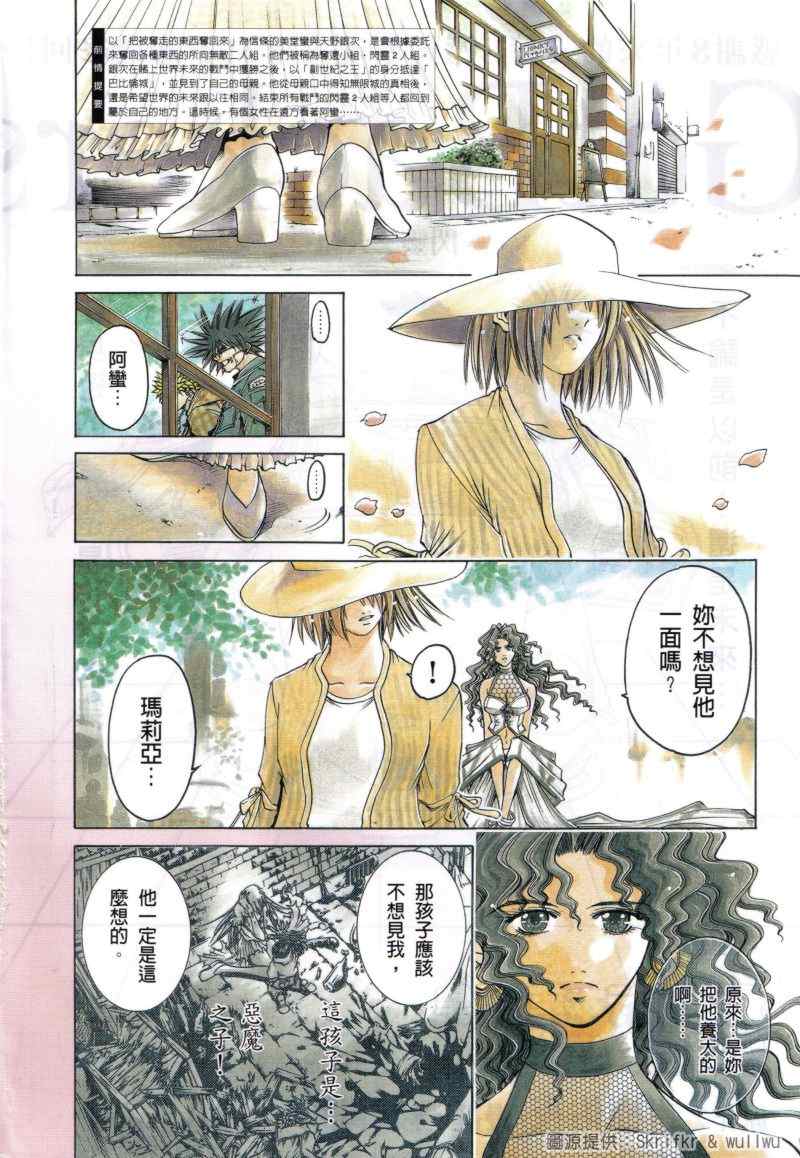 前情提要
以「把被奪走的東西奪回來」為信條的美堂蠻與天野銀次，是會根據委託
來奪回各種東西的所向無敵二人組。他們被稱為奪還小組、閃靈2人組。
銀次在賭上世界未來的戰鬥中獲勝之後，以「創世紀之王」的身分抵達「
巴比倫城」，並見到了自己的母親。他從母親口中得知無限城的真相後，
還是希望世界的未來跟以往相同。結束所有戰鬥的閃靈2人組等人都回到
屬於自己的地方。這時候，有個女性在遠方看著阿蠻……
……
阿蠻…
……
妳不想見他
一面嗎？
！
瑪莉亞…
原來…是妳
把他養大的
啊……
那孩子應該
不想見我，
他一定是這
麼想的。
這孩子是…
惡魔
之子！
圖源提供：Skrifkr & wullwu